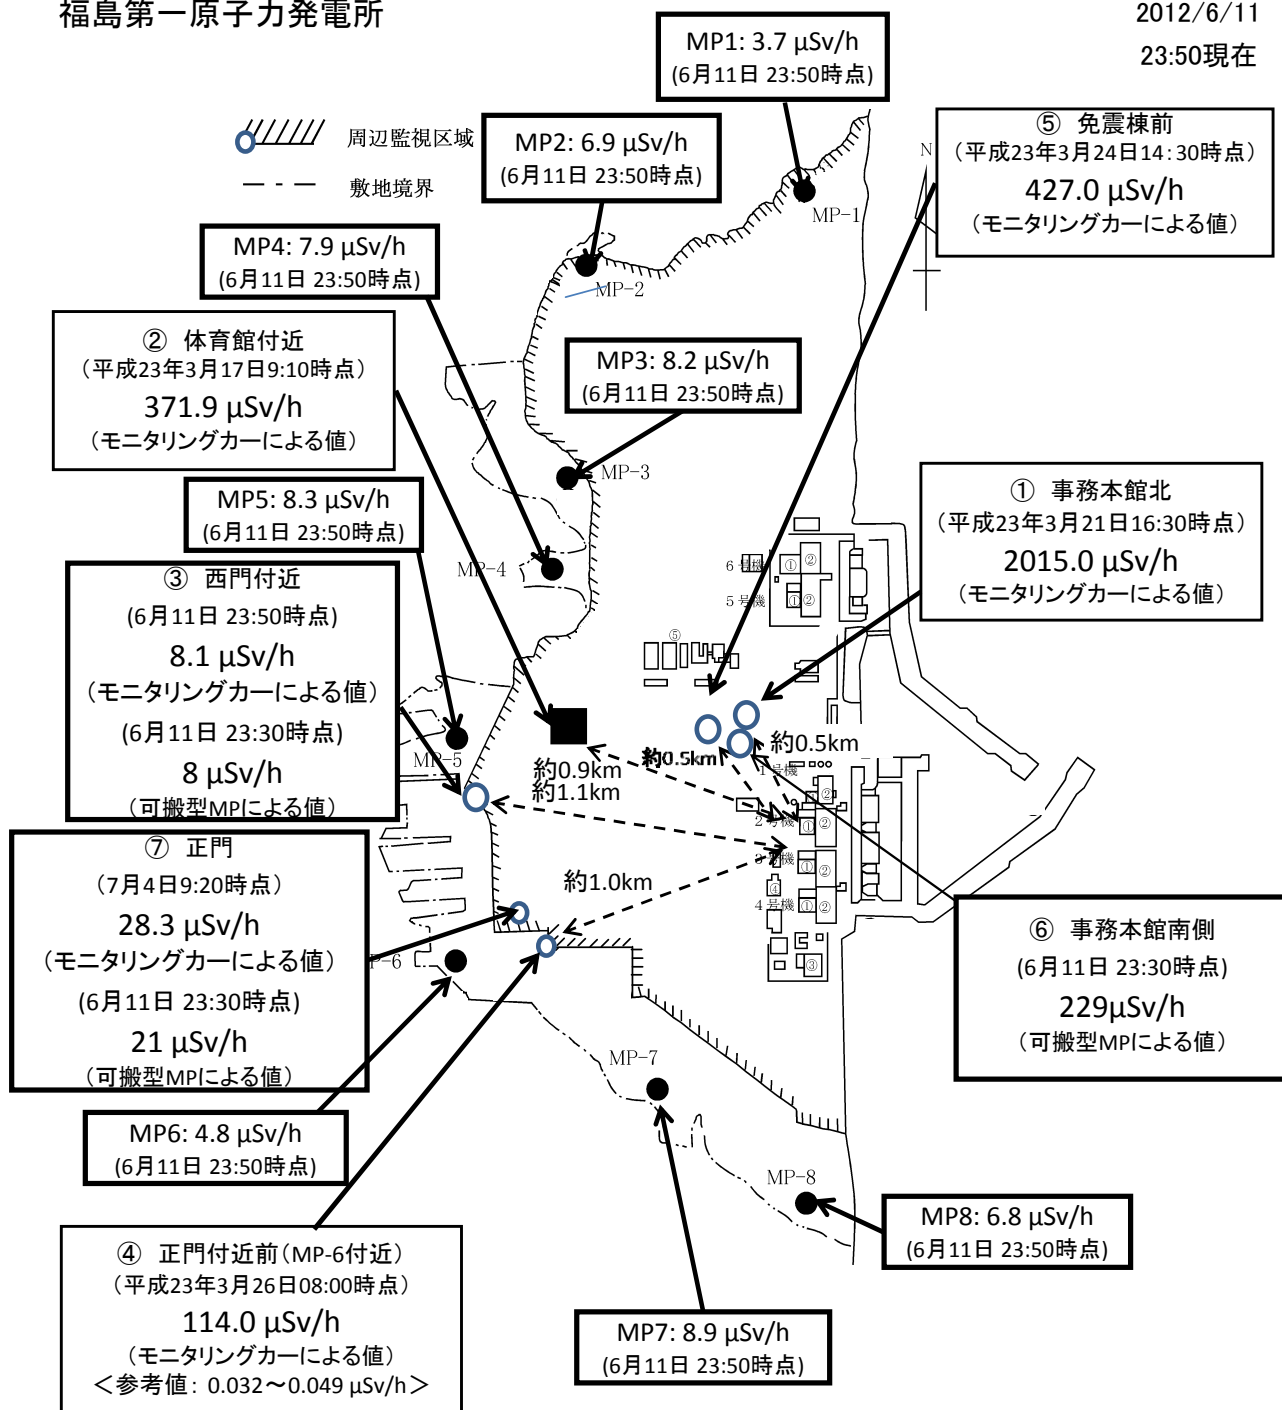 福島第一原子力発電所
2012/6/11
23:50現在
MP1: 3.7 μSv/h
(6月11日 23:50時点)
周辺監視区域
敷地境界
MP2: 6.9 μSv/h
(6月11日 23:50時点)
⑤ 免震棟前
(平成23年3月24日14:30時点)
427.0 μSv/h
(モニタリングカーによる値)
N
MP-1
MP4: 7.9 μSv/h
(6月11日 23:50時点)
MP-2
② 体育館付近
(平成23年3月17日9:10時点)
371.9 μSv/h
(モニタリングカーによる値)
MP3: 8.2 μSv/h
(6月11日 23:50時点)
MP-3
MP5: 8.3 μSv/h
(6月11日 23:50時点)
① 事務本館北
(平成23年3月21日16:30時点)
2015.0 μSv/h
(モニタリングカーによる値)
MP-4
③ 西門付近
(6月11日 23:50時点)
8.1 μSv/h
(モニタリングカーによる値)
(6月11日 23:30時点)
8 μSv/h
(可搬型MPによる値)
6号機
①
②
5号機
①
②
⑤
MP-5
約0.9km
約1.1km
約0.5km
約0.5km
1号機
②
2号機
①
②
3号機
①
②
④
4号機
①
②
③
⑦ 正門
(7月4日9:20時点)
28.3 μSv/h
(モニタリングカーによる値)
(6月11日 23:30時点)
21 μSv/h
(可搬型MPによる値)
約1.0km
P-6
⑥ 事務本館南側
(6月11日 23:30時点)
229μSv/h
(可搬型MPによる値)
MP-7
MP6: 4.8 μSv/h
(6月11日 23:50時点)
MP-8
MP8: 6.8 μSv/h
(6月11日 23:50時点)
④ 正門付近前(MP-6付近)
(平成23年3月26日08:00時点)
114.0 μSv/h
(モニタリングカーによる値)
<参考値: 0.032～0.049 μSv/h>
MP7: 8.9 μSv/h
(6月11日 23:50時点)